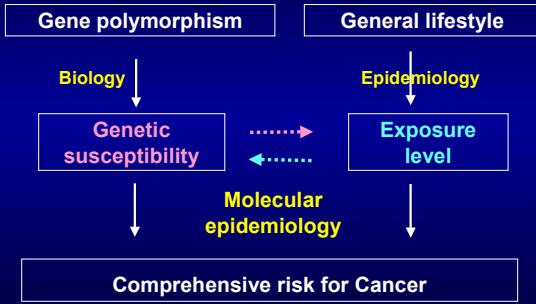 Gene polymorphism
General lifestyle
Biology
Epidemiology
Genetic
susceptibility
Exposure
level
Molecular
epidemiology
Comprehensive risk for Cancer